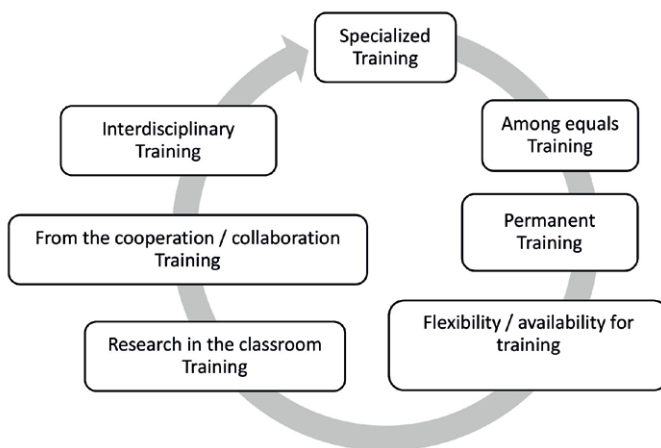 Specialized
Training
Among equals
Training
Permanent
Training
Flexibility / availability for
training
Research in the classroom
Training
From the cooperation / collaboration
Training
Interdisciplinary
Training